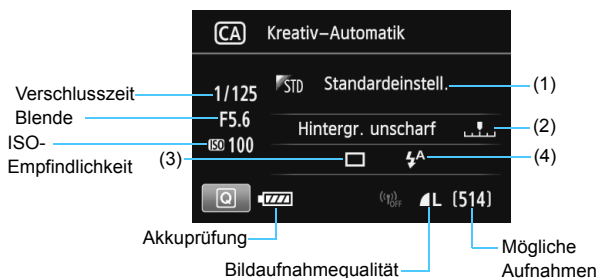 CA Kreativ–Automatik
Verschlusszeit
1/125
STD Standardeinstell.
(1)
Blende
F5.6
Hintergr. unscharf
(2)
ISO-
Empfindlichkeit
ISO 100
(3)
A
(4)
Q
OFF
L [514]
Akkuprüfung
Bildaufnahmequalität
Mögliche
Aufnahmen